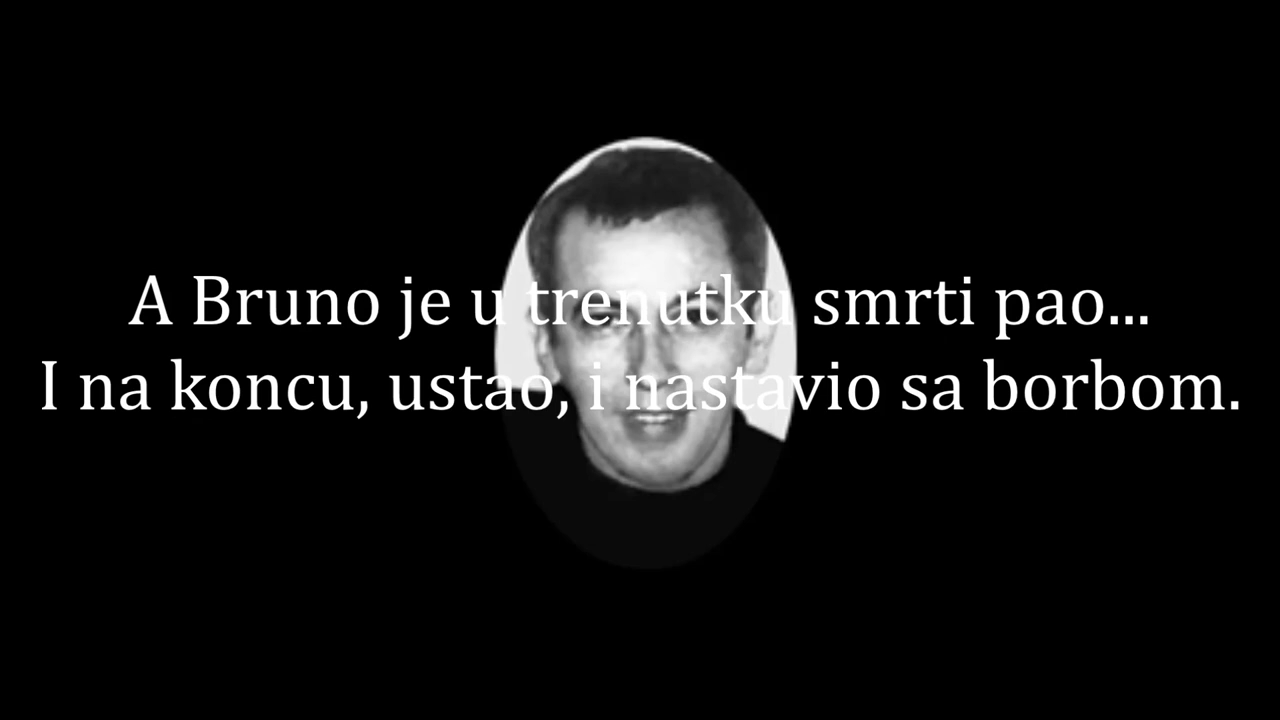 A Bruno je u trenutku smrti pao...
I na koncu, ustao, i nastavio sa borbom.